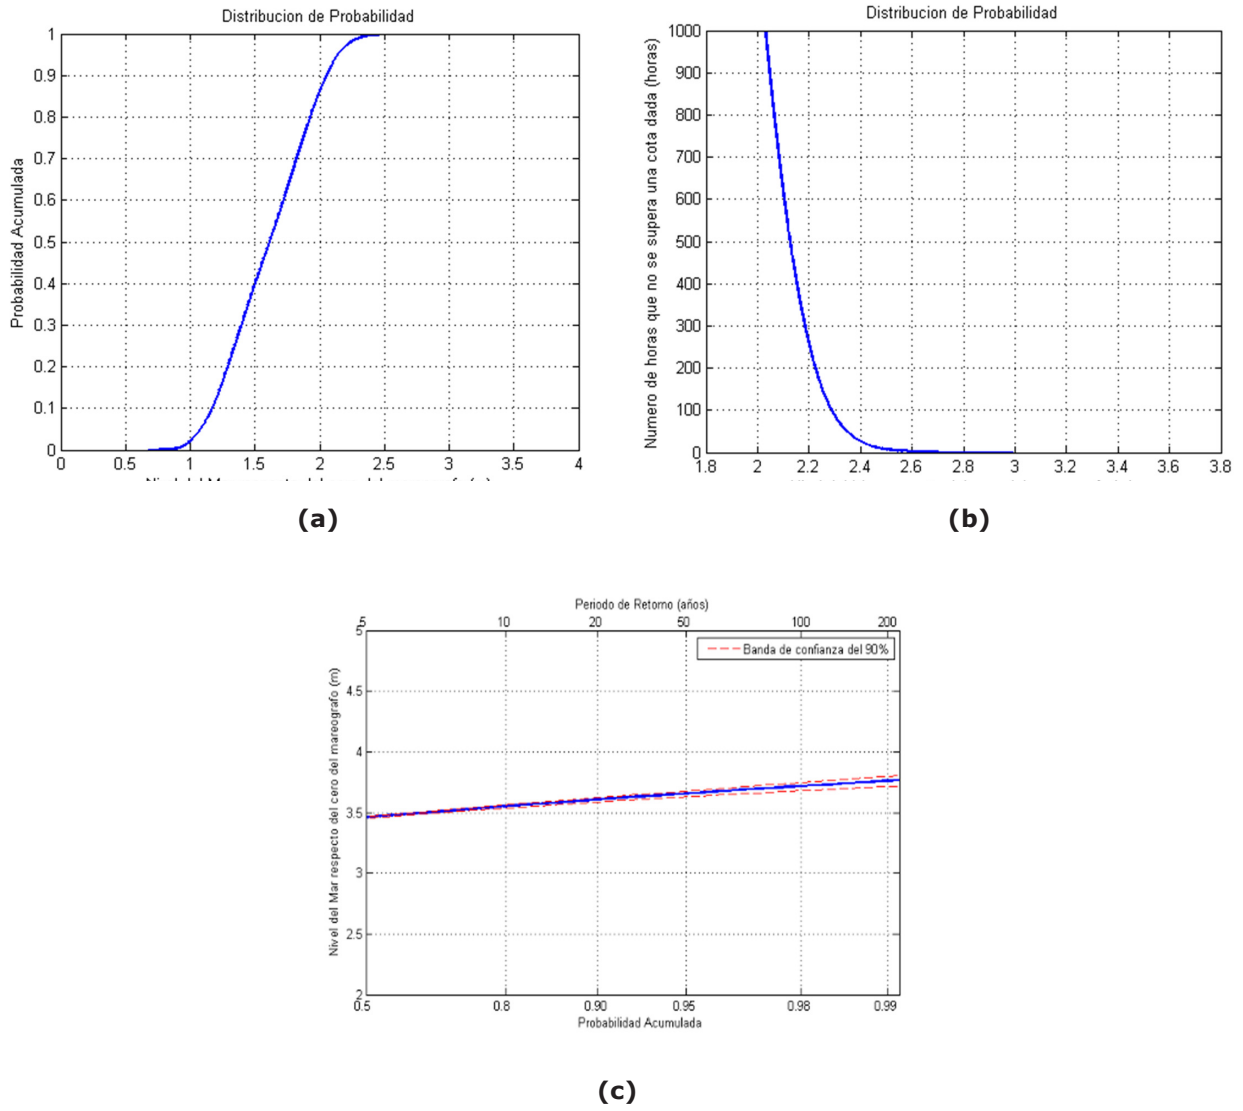 Distribucion de Probabilidad
Probabilidad Acumulada
1
0.9
0.8
0.7
0.6
0.5
0.4
0.3
0.2
0.1
0
0 0.5 1 1.5 2 2.5 3 3.5 4
(a)
Distribucion de Probabilidad
Numero de horas que no se supera una cota dada (horas)
1000
900
800
700
600
500
400
300
200
100
0
1.8 2 2.2 2.4 2.6 2.8 3 3.2 3.4 3.6 3.8
(b)
Periodo de Retorno (años)
5 10 20 50 100 200
Banda de confianza del 90%
Nivel del Mar respecto del cero del mareografo (m)
5
4.5
4
3.5
3
2.5
2
0.5 0.8 0.90 0.95 0.98 0.99
Probabilidad Acumulada
(c)